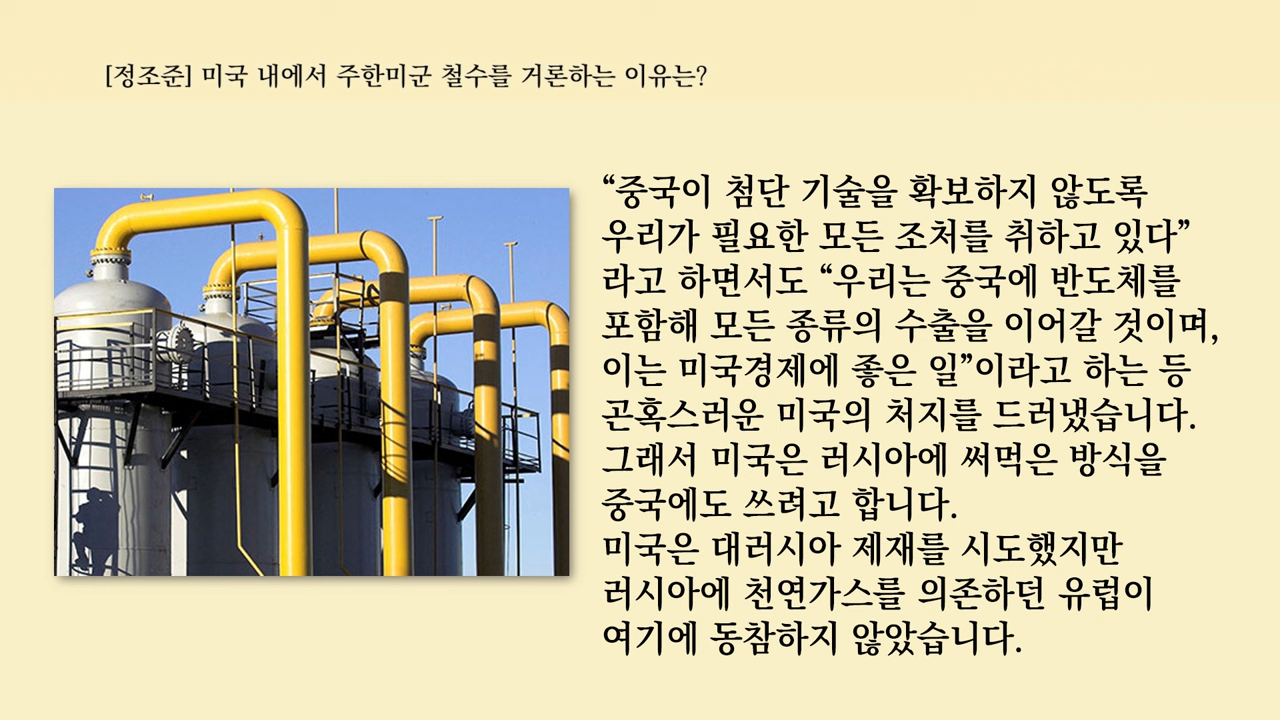 [정조준] 미국 내에서 주한미군 철수를 거론하는 이유는?
“중국이 첨단 기술을 확보하지 않도록
우리가 필요한 모든 조처를 취하고 있다”
라고 하면서도 “우리는 중국에 반도체를
포함해 모든 종류의 수출을 이어갈 것이며,
이는 미국경제에 좋은 일”이라고 하는 등
곤혹스러운 미국의 처지를 드러냈습니다.
그래서 미국은 러시아에 써먹은 방식을
중국에도 쓰려고 합니다.
미국은 대러시아 제재를 시도했지만
러시아에 천연가스를 의존하던 유럽이
여기에 동참하지 않았습니다.